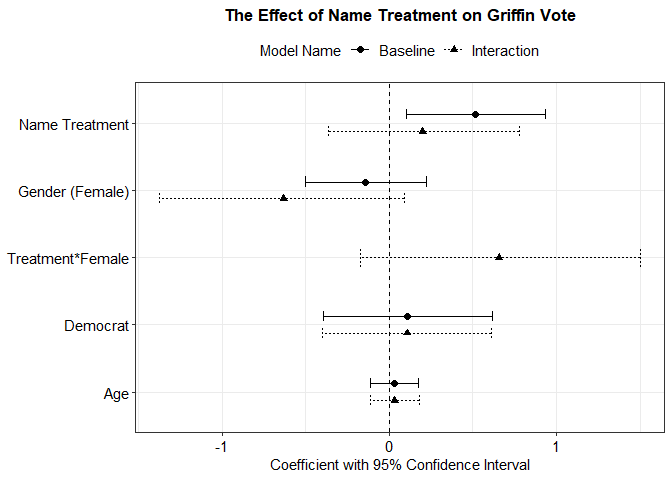 The Effect of Name Treatment on Griffin Vote
Model Name Baseline Interaction
Name Treatment
Gender (Female)
Treatment*Female
Democrat
Age
-1 0 1
Coefficient with 95% Confidence Interval